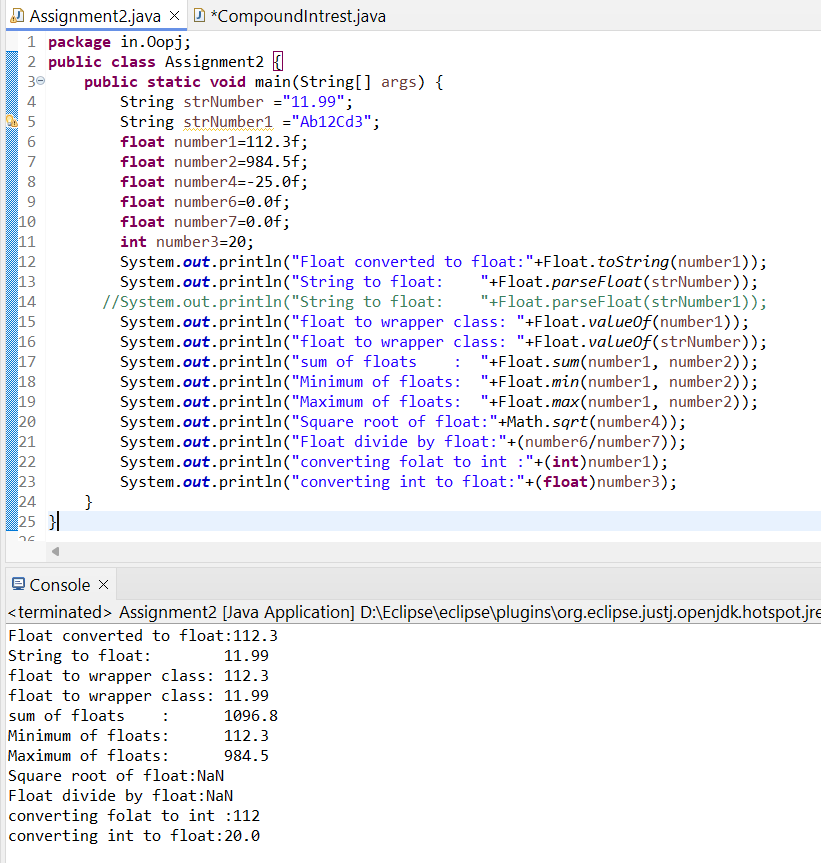 Assignment2.java × *CompoundIntrest.java
1 package in.Oopj;
2 public class Assignment2 {
3 public static void main(String[] args) {
4 String strNumber ="11.99";
5 String strNumber1 ="Ab12Cd3";
6 float number1=112.3f;
7 float number2=984.5f;
8 float number4=-25.0f;
9 float number6=0.0f;
10 float number7=0.0f;
11 int number3=20;
12 System.out.println("Float converted to float:"+Float.toString(number1));
13 System.out.println("String to float:    "+Float.parseFloat(strNumber));
14 //System.out.println("String to float:    "+Float.parseFloat(strNumber1));
15 System.out.println("float to wrapper class: "+Float.valueOf(number1));
16 System.out.println("float to wrapper class: "+Float.valueOf(strNumber));
17 System.out.println("sum of floats    :  "+Float.sum(number1, number2));
18 System.out.println("Minimum of floats:  "+Float.min(number1, number2));
19 System.out.println("Maximum of floats:  "+Float.max(number1, number2));
20 System.out.println("Square root of float:"+Math.sqrt(number4));
21 System.out.println("Float divide by float:"+(number6/number7));
22 System.out.println("converting folat to int :"+(int)number1);
23 System.out.println("converting int to float:"+(float)number3);
24 }
25 }
26
Console ×
<terminated> Assignment2 [Java Application] D:\Eclipse\eclipse\plugins\org.eclipse.justj.openjdk.hotspot.jre
Float converted to float:112.3
String to float:        11.99
float to wrapper class: 112.3
float to wrapper class: 11.99
sum of floats    :      1096.8
Minimum of floats:      112.3
Maximum of floats:      984.5
Square root of float:NaN
Float divide by float:NaN
converting folat to int :112
converting int to float:20.0